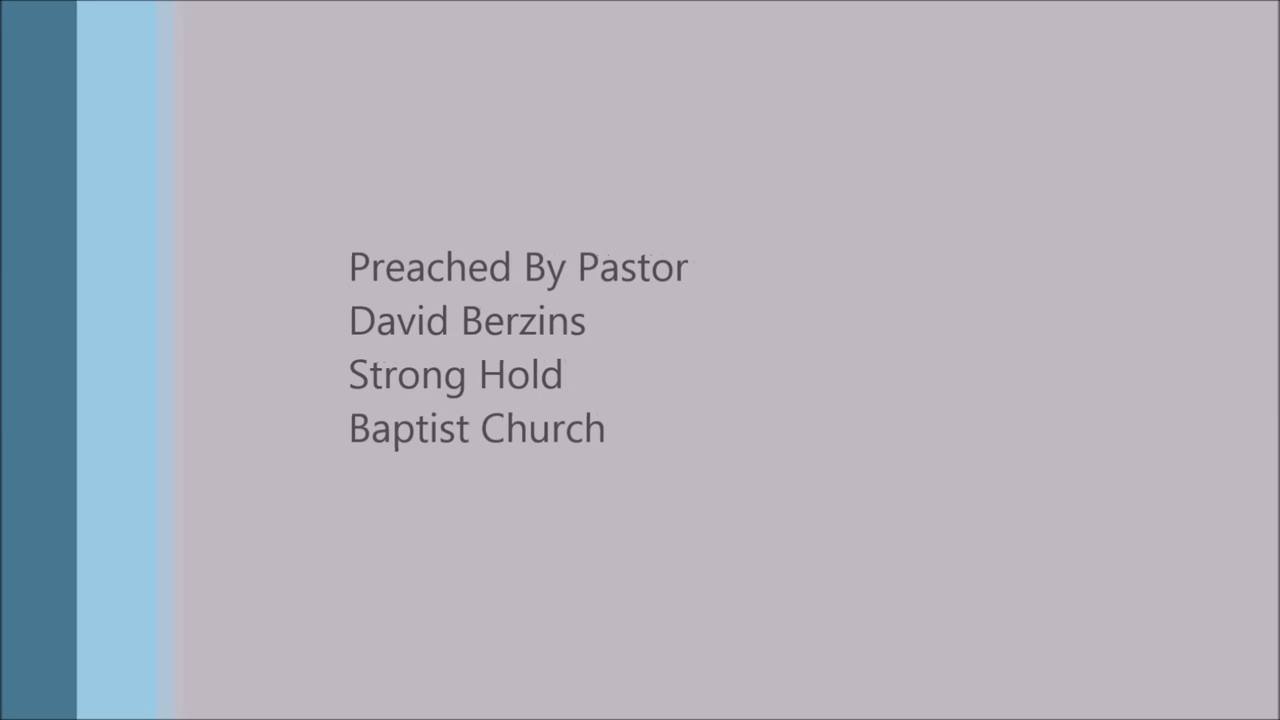 Preached By Pastor
David Berzins
Strong Hold
Baptist Church